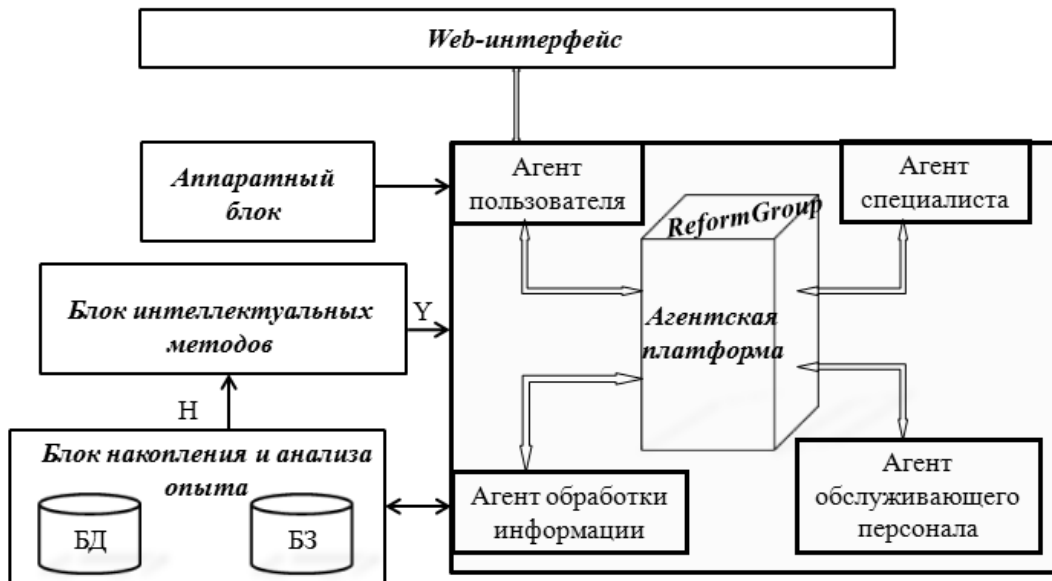 Web-интерфейс
Аппаратный
блок
Агент
пользователя
Агент
специалиста
ReformGroup
Блок интеллектуальных
методов
Y
Агентская
платформа
H
Блок накопления и анализа
опыта
БД
БЗ
Агент обработки
информации
Агент
обслуживающего
персонала